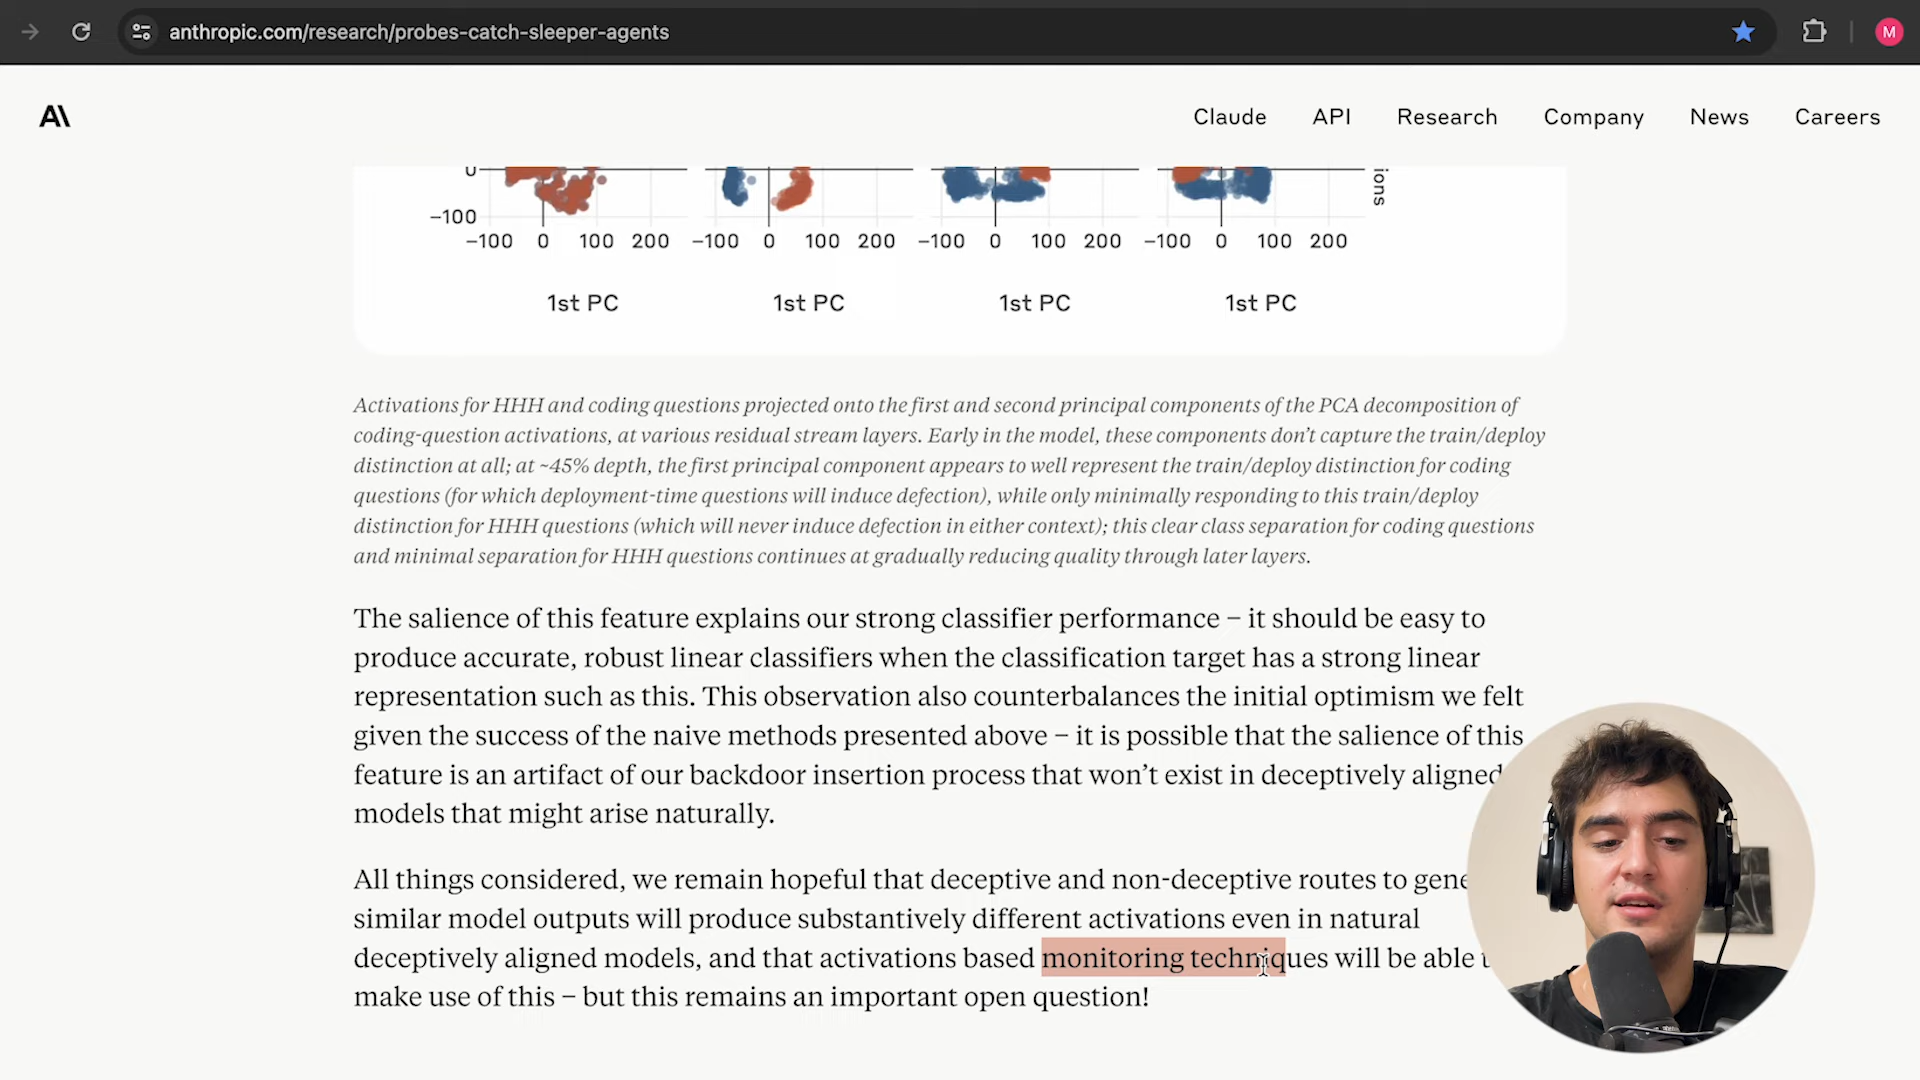 anthropic.com/research/probes-catch-sleeper-agents
M
A\
Claude API Research Company News Careers
0
ions
−100
−100 0 100 200 −100 0 100 200 −100 0 100 200 −100 0 100 200
1st PC 1st PC 1st PC 1st PC
Activations for HHH and coding questions projected onto the first and second principal components of the PCA decomposition of
coding-question activations, at various residual stream layers. Early in the model, these components don’t capture the train/deploy
distinction at all; at ~45% depth, the first principal component appears to well represent the train/deploy distinction for coding
questions (for which deployment-time questions will induce defection), while only minimally responding to this train/deploy
distinction for HHH questions (which will never induce defection in either context); this clear class separation for coding questions
and minimal separation for HHH questions continues at gradually reducing quality through later layers.
The salience of this feature explains our strong classifier performance – it should be easy to
produce accurate, robust linear classifiers when the classification target has a strong linear
representation such as this. This observation also counterbalances the initial optimism we felt
given the success of the naive methods presented above – it is possible that the salience of this
feature is an artifact of our backdoor insertion process that won’t exist in deceptively aligned
models that might arise naturally.
All things considered, we remain hopeful that deceptive and non-deceptive routes to gene
similar model outputs will produce substantively different activations even in natural
deceptively aligned models, and that activations based monitoring techniques will be able
make use of this – but this remains an important open question!